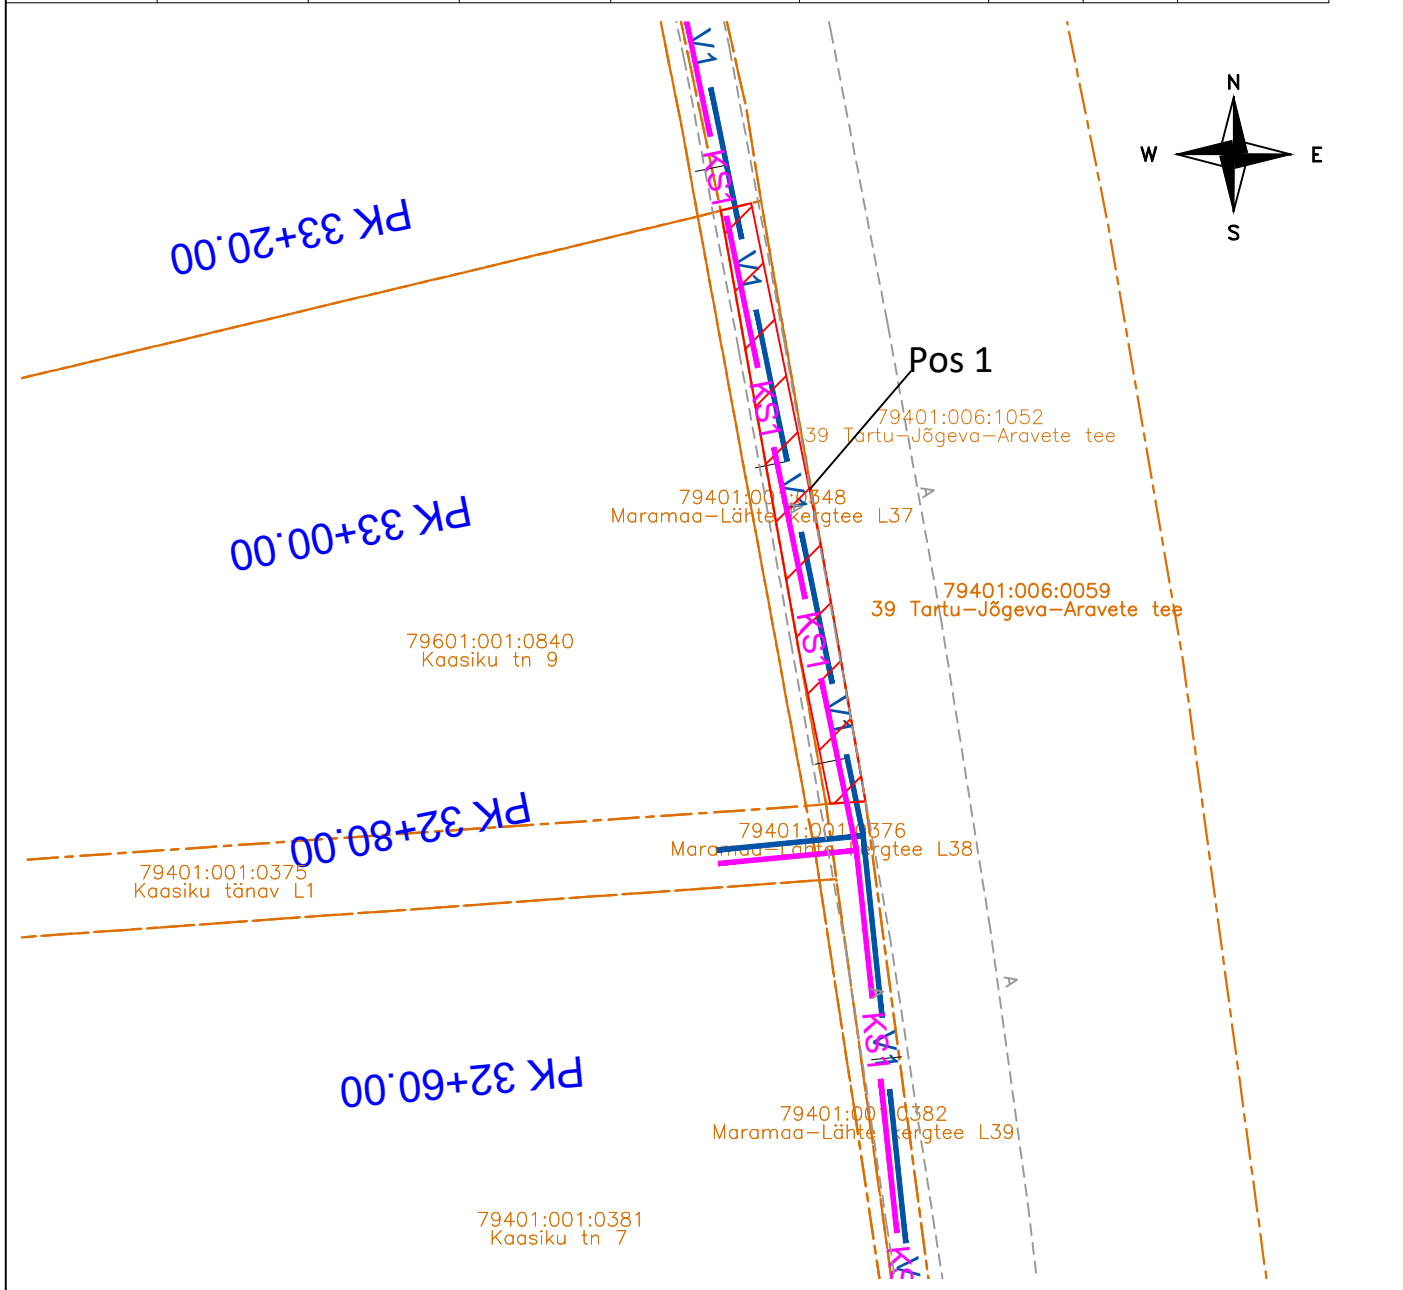 V1
N
W
E
S
KS1
PK 33+20.00
V1
Pos 1
KS1
79401:006:1052
39 Tartu-Jõgeva-Aravete tee
A
V1
79401:001:0348
Maramaa-Lähte kergtee L37
PK 33+00.00
79401:006:0059
39 Tartu-Jõgeva-Aravete tee
79601:001:0840
Kaasiku tn 9
KS1
V1
PK 32+80.00
79401:001:0376
Maramaa-Lähte kergtee L38
79401:001:0375
Kaasiku tänav L1
A
A
KS1
V1
PK 32+60.00
79401:001:0382
Maramaa-Lähte kergtee L39
79401:001:0381
Kaasiku tn 7